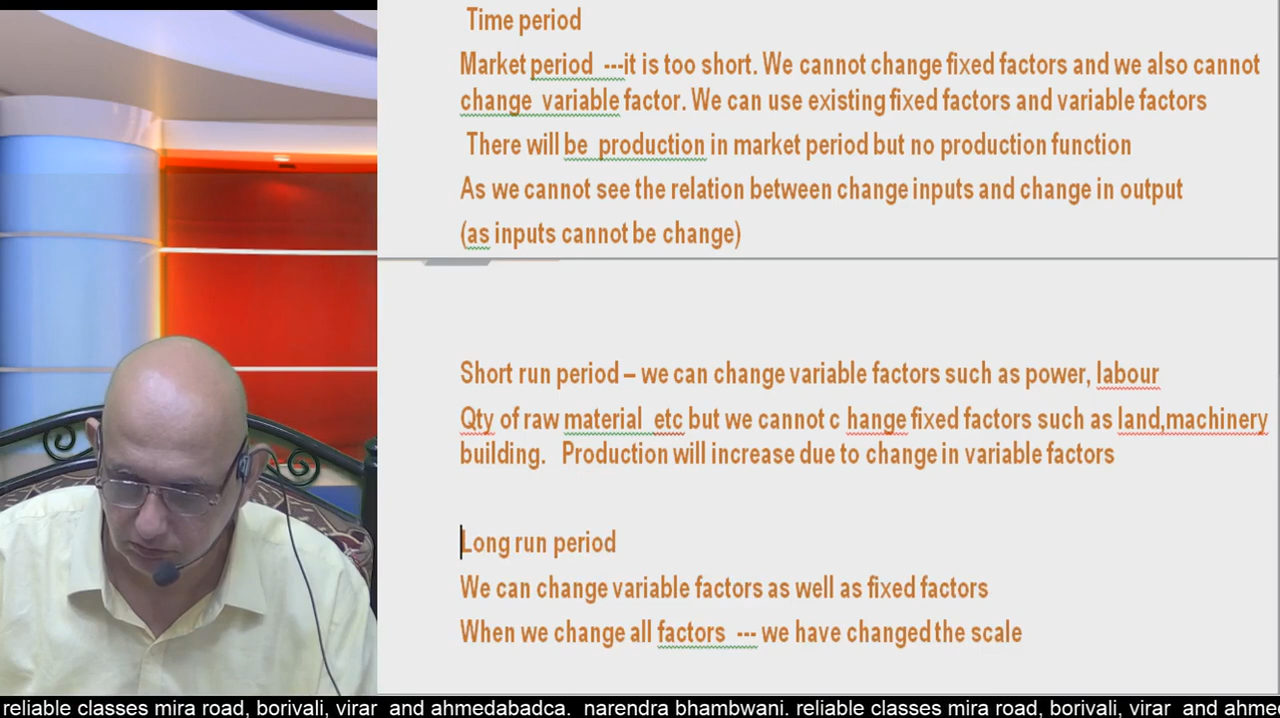 Time period
Market period ---it is too short. We cannot change fixed factors and we also cannot
change variable factor. We can use existing fixed factors and variable factors
There will be production in market period but no production function
As we cannot see the relation between change inputs and change in output
(as inputs cannot be change)
Short run period – we can change variable factors such as power, labour
Qty of raw material etc but we cannot c hange fixed factors such as land,machinery
building. Production will increase due to change in variable factors
Long run period
We can change variable factors as well as fixed factors
When we change all factors --- we have changed the scale
reliable classes mira road, borivali, virar and ahmedabadca. narendra bhambwani. reliable classes mira road, borivali, virar and ahme